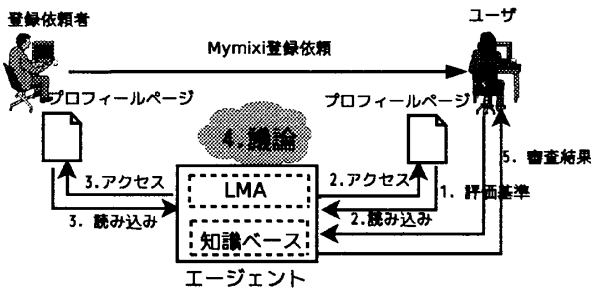 登録依頼者
ユーザ
Mymixi登録依頼
プロフィールページ
プロフィールページ
4.議論
5. 審査結果
3.アクセス
LMA
2.アクセス
1. 評価基準
3. 読み込み
2.読み込み
知識ベース
エージェント